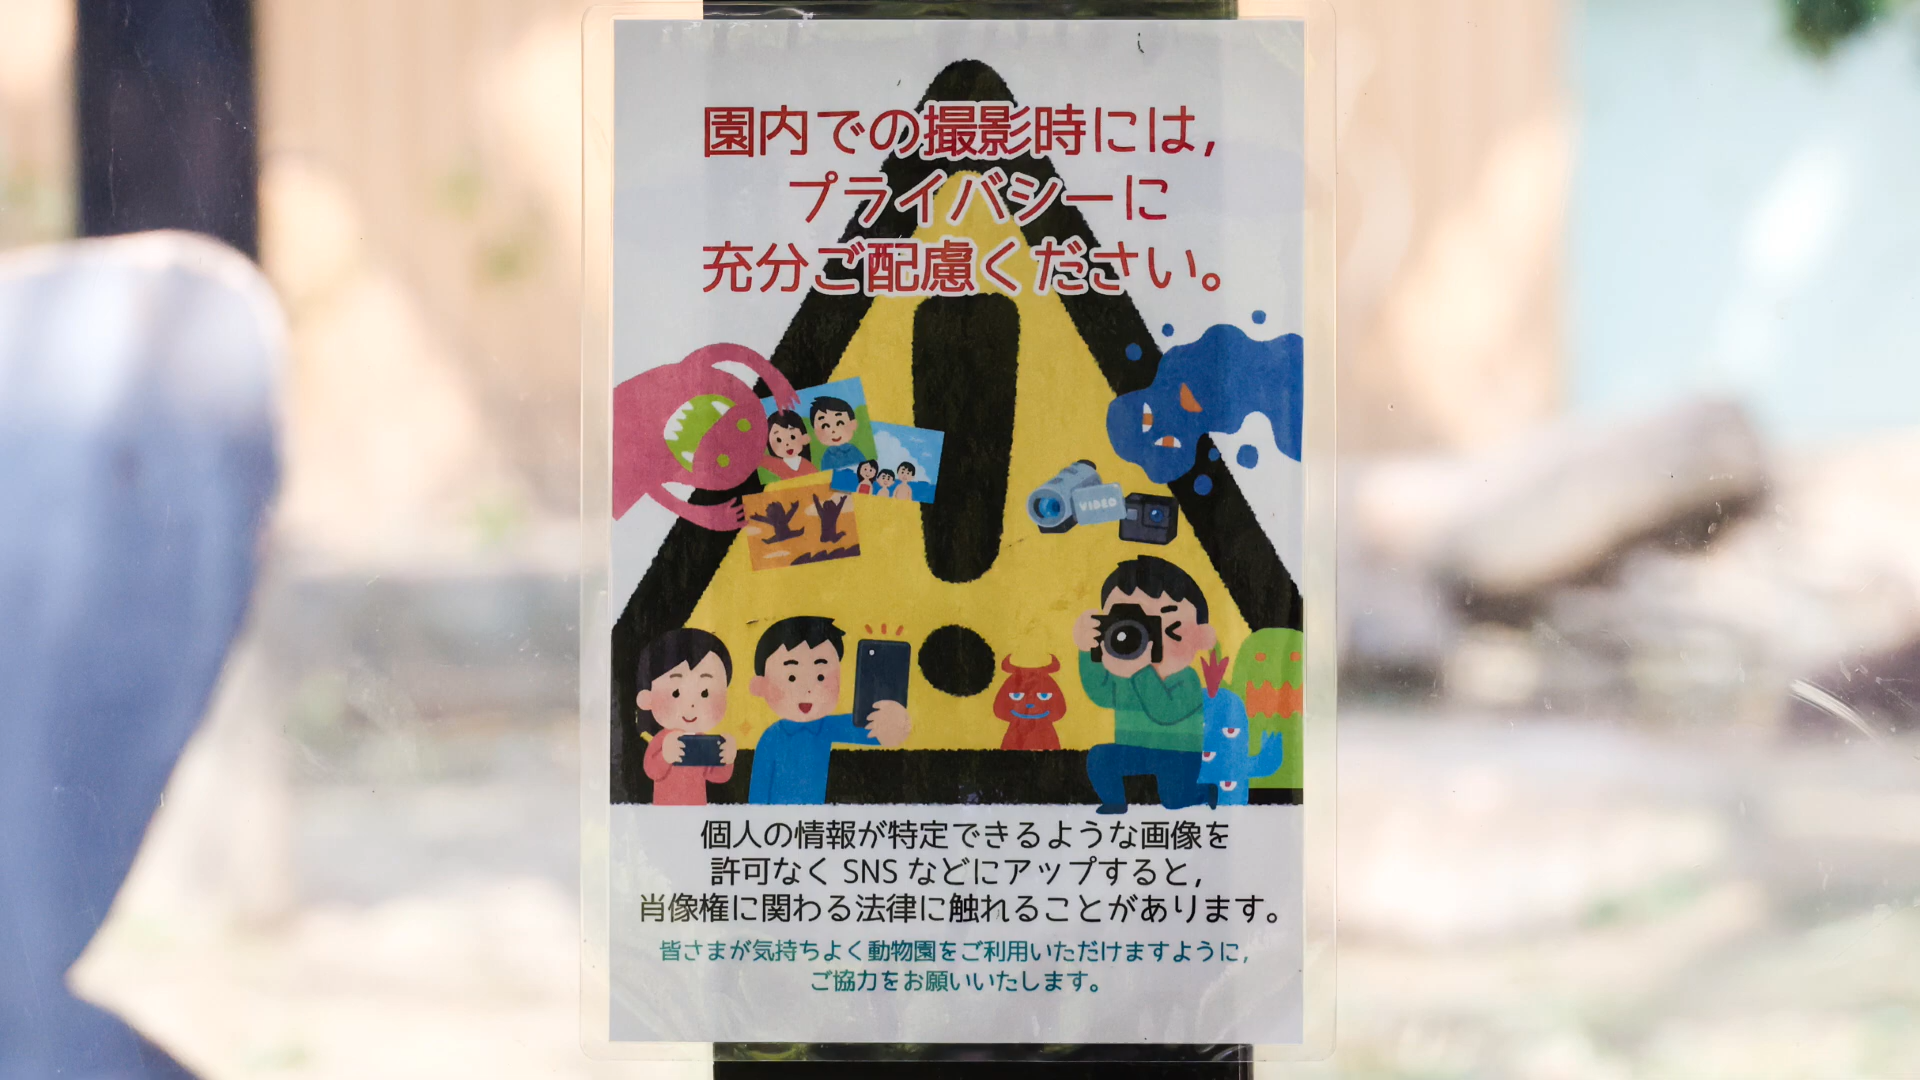 園内での撮影時には,
プライバシーに
充分ご配慮ください。
VIDEO
個人の情報が特定できるような画像を
許可なく SNS などにアップすると,
肖像権に関わる法律に触れることがあります。
皆さまが気持ちよく動物園をご利用いただけますように,
ご協力をお願いいたします。